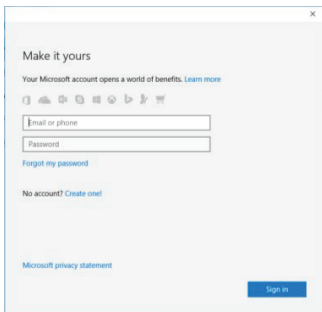 Make it yours
Your Microsoft account opens a world of benefits. Learn more
Email or phone
Password
Forgot my password
No account? Create one!
Microsoft privacy statement
Sign in